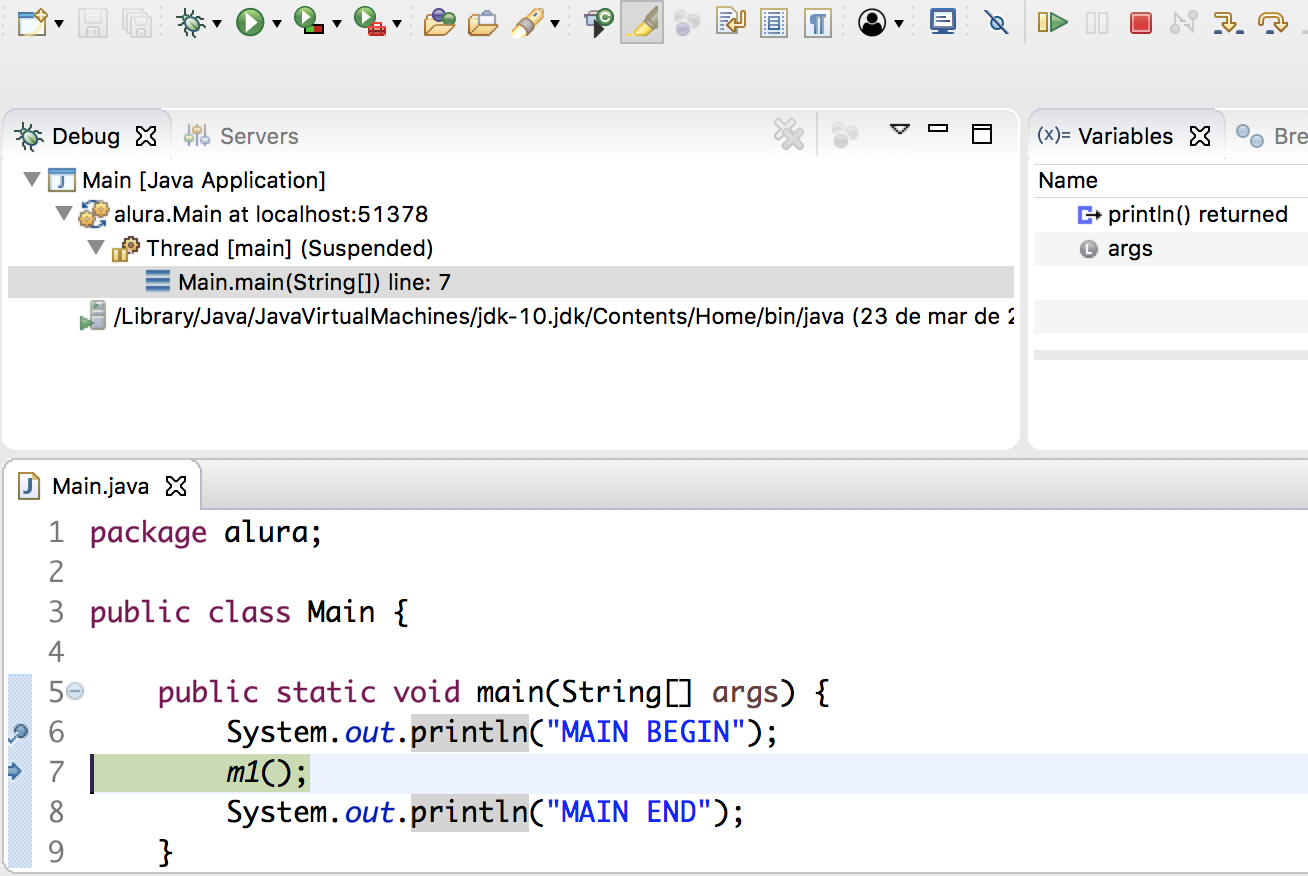 Debug Servers
(x)= Variables Bre
Main [Java Application]
Name
alura.Main at localhost:51378
println() returned
Thread [main] (Suspended)
args
Main.main(String[]) line: 7
/Library/Java/JavaVirtualMachines/jdk-10.jdk/Contents/Home/bin/java (23 de mar de 2
Main.java
1 package alura;
2
3 public class Main {
4
5 public static void main(String[] args) {
6 System.out.println("MAIN BEGIN");
7 m1();
8 System.out.println("MAIN END");
9 }